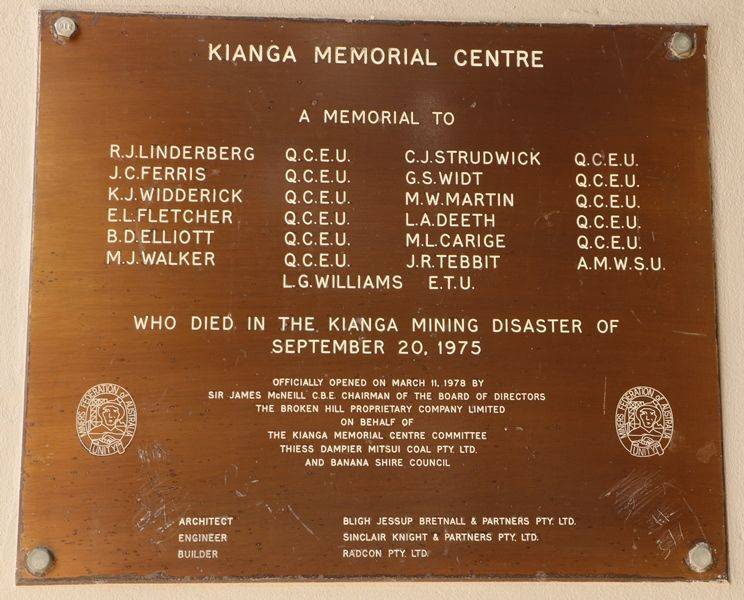 KIANGA MEMORIAL CENTRE
A MEMORIAL TO
R.J.LINDERBERG Q.C.E.U. C.J.STRUDWICK Q.C.E.U.
J.C.FERRIS Q.C.E.U. G.S.WIDT Q.C.E.U.
K.J.WIDDERICK Q.C.E.U. M.W.MARTIN Q.C.E.U.
E.L.FLETCHER Q.C.E.U. L.A.DEETH Q.C.E.U.
B.D.ELLIOTT Q.C.E.U. M.L.CARIGE Q.C.E.U.
M.J.WALKER Q.C.E.U. J.R.TEBBIT A.M.W.S.U.
L.G.WILLIAMS E.T.U.
WHO DIED IN THE KIANGA MINING DISASTER OF
SEPTEMBER 20, 1975
OFFICIALLY OPENED ON MARCH 11, 1978 BY
SIR JAMES McNEILL C.B.E. CHAIRMAN OF THE BOARD OF DIRECTORS
THE BROKEN HILL PROPRIETARY COMPANY LIMITED
ON BEHALF OF
THE KIANGA MEMORIAL CENTRE COMMITTEE
THIESS DAMPIER MITSUI COAL PTY. LTD.
AND BANANA SHIRE COUNCIL
MINERS FEDERATION OF AUSTRALIA
UNITY
MINERS FEDERATION OF AUSTRALIA
UNITY
ARCHITECT BLIGH JESSUP BRETNALL & PARTNERS PTY. LTD.
ENGINEER SINCLAIR KNIGHT & PARTNERS PTY. LTD.
BUILDER RADCON PTY. LTD.